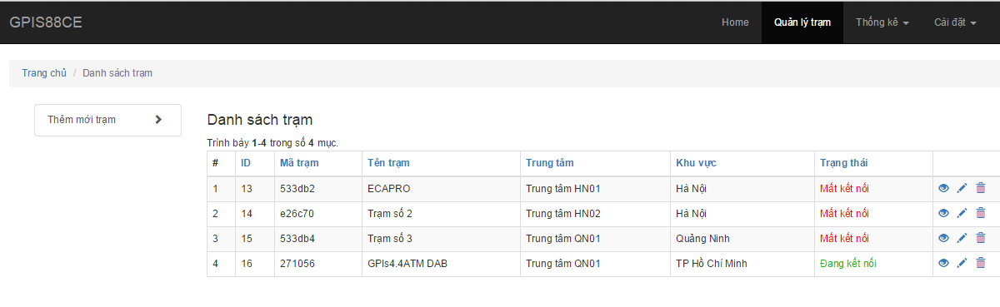 GPIS88CE Home Quản lý trạm Thống kê Cài đặt
Trang chủ / Danh sách trạm
Thêm mới trạm
Danh sách trạm
Trình bày 1-4 trong số 4 mục.
# ID Mã trạm Tên trạm Trung tâm Khu vực Trạng thái
1 13 533db2 ECAPRO Trung tâm HN01 Hà Nội Mất kết nối
2 14 e26c70 Trạm số 2 Trung tâm HN02 Hà Nội Mất kết nối
3 15 533db4 Trạm số 3 Trung tâm QN01 Quảng Ninh Mất kết nối
4 16 271056 GPIs4.4ATM DAB Trung tâm QN01 TP Hồ Chí Minh Đang kết nối